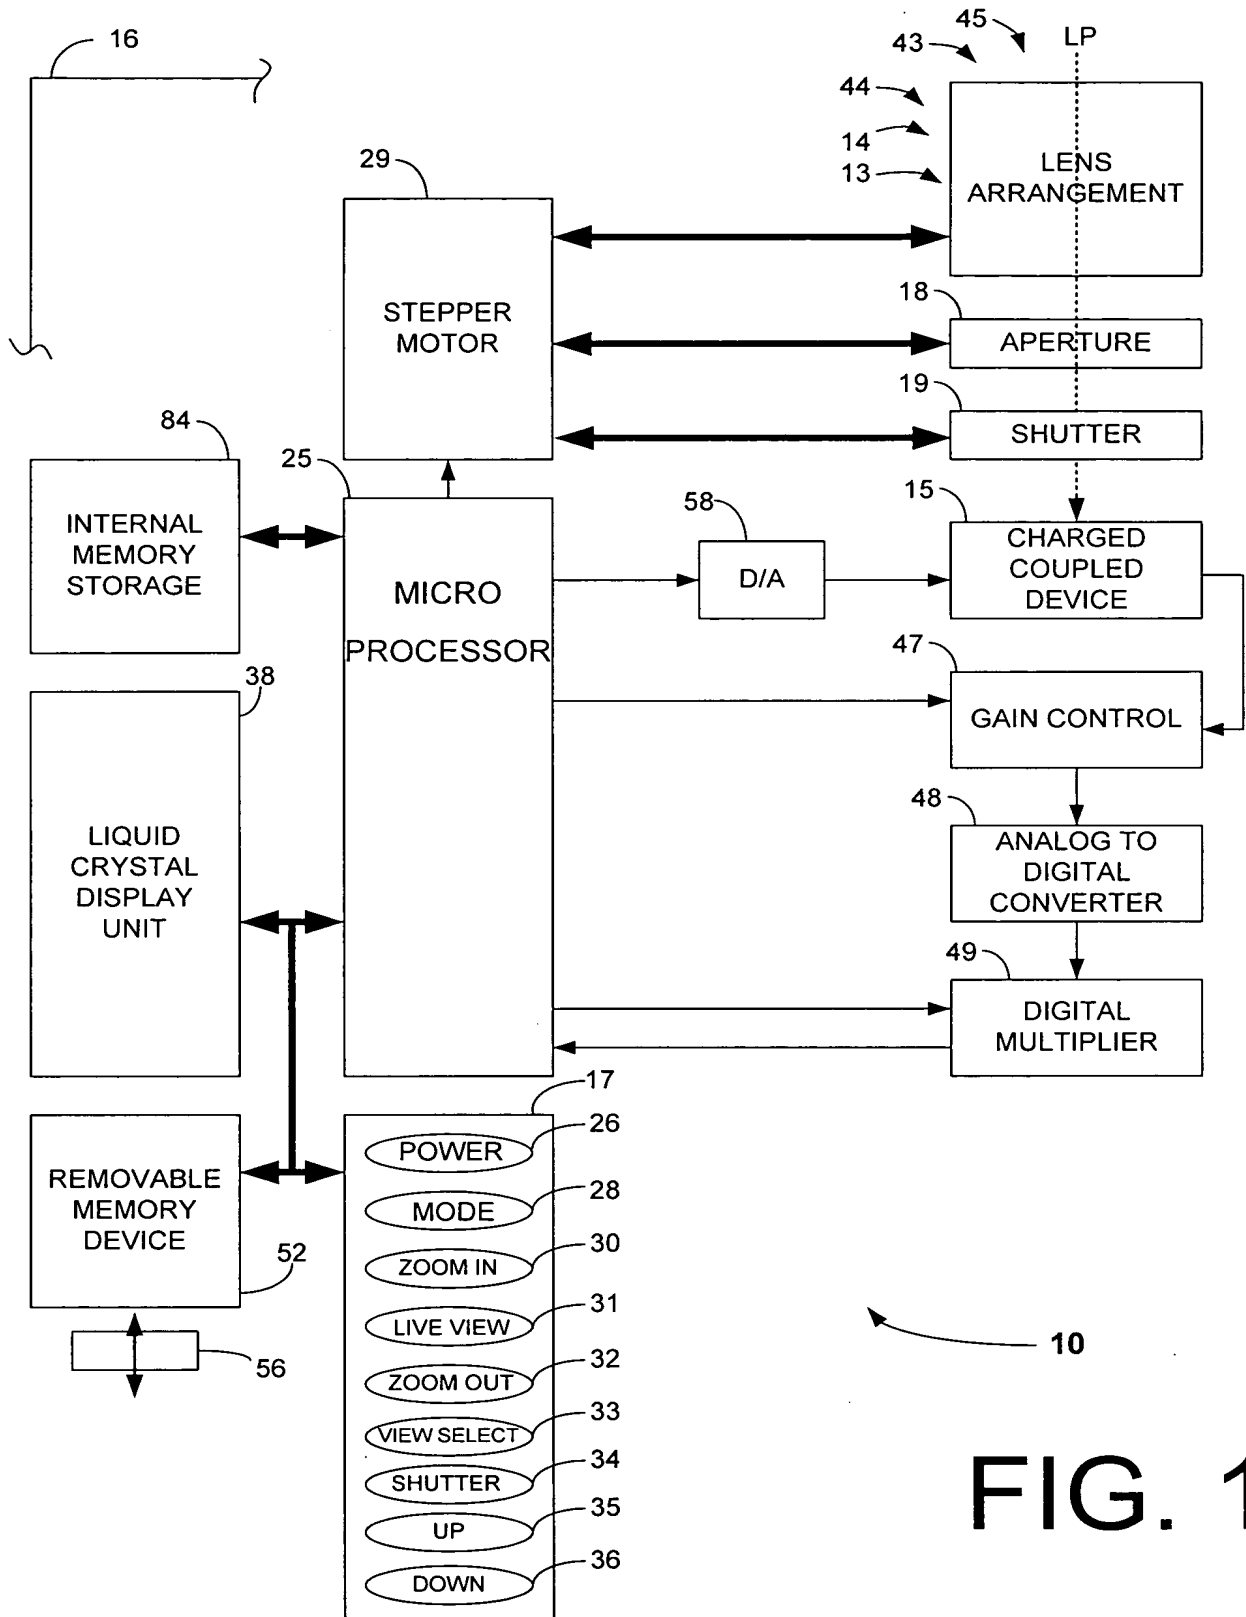 16
45
LP
43
44
14
13
LENS
ARRANGEMENT
29
STEPPER
MOTOR
18
APERTURE
19
SHUTTER
84
INTERNAL
MEMORY
STORAGE
25
MICRO
PROCESSOR
58
D/A
15
CHARGED
COUPLED
DEVICE
47
GAIN CONTROL
38
LIQUID
CRYSTAL
DISPLAY
UNIT
48
ANALOG TO
DIGITAL
CONVERTER
49
DIGITAL
MULTIPLIER
17
REMOVABLE
MEMORY
DEVICE
52
56
POWER
26
MODE
28
ZOOM IN
30
LIVE VIEW
31
ZOOM OUT
32
VIEW SELECT
33
SHUTTER
34
UP
35
DOWN
36
10
FIG. 1